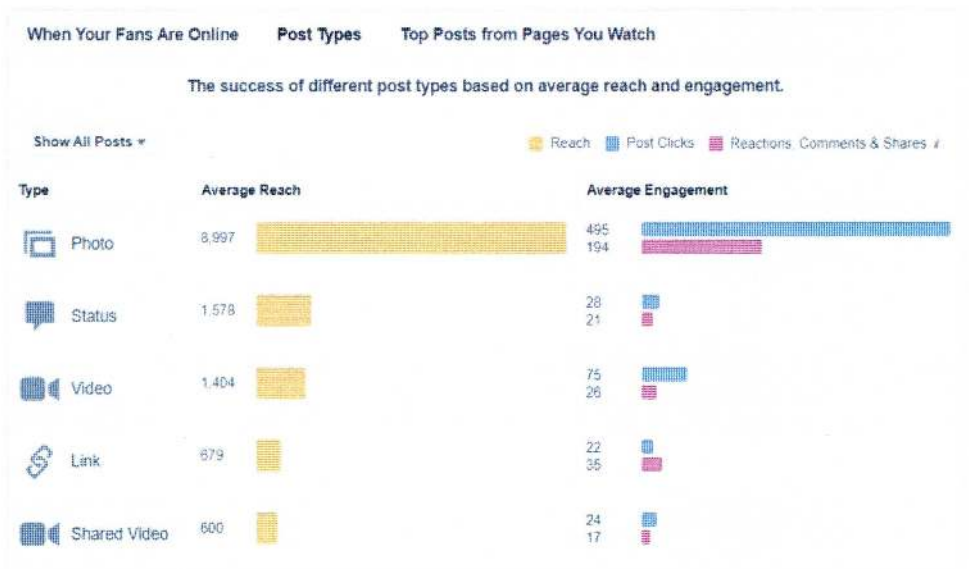 When Your Fans Are Online Post Types Top Posts from Pages You Watch
The success of different post types based on average reach and engagement.
Show All Posts
Reach Post Clicks Reactions, Comments & Shares i
Type Average Reach Average Engagement
Photo 8,997 495
194
Status 1,578 28
21
Video 1,404 75
26
Link 679 22
35
Shared Video 600 24
17